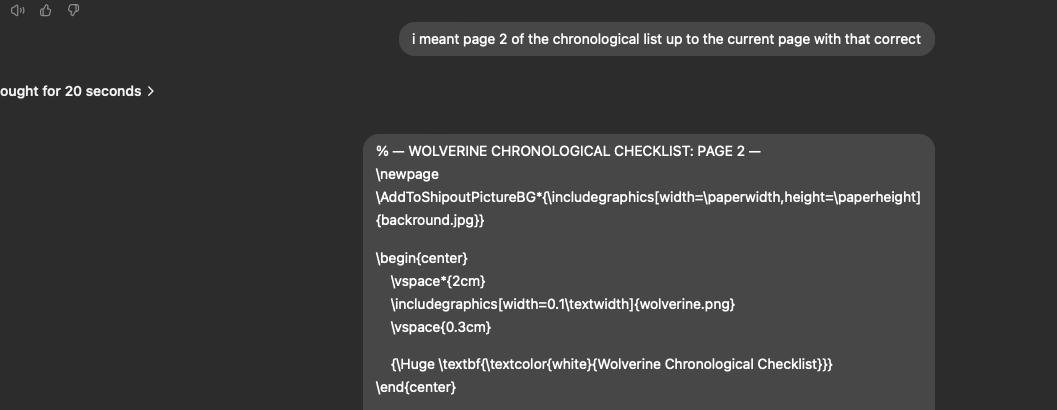 i meant page 2 of the chronological list up to the current page with that correct
ought for 20 seconds >
% — WOLVERINE CHRONOLOGICAL CHECKLIST: PAGE 2 —
\newpage
\AddToShipoutPictureBG*{\includegraphics[width=\paperwidth,height=\paperheight]
{backround.jpg}}
\begin{center}
\vspace*{2cm}
\includegraphics[width=0.1\textwidth]{wolverine.png}
\vspace{0.3cm}
{\Huge \textbf{\textcolor{white}{Wolverine Chronological Checklist}}}
\end{center}